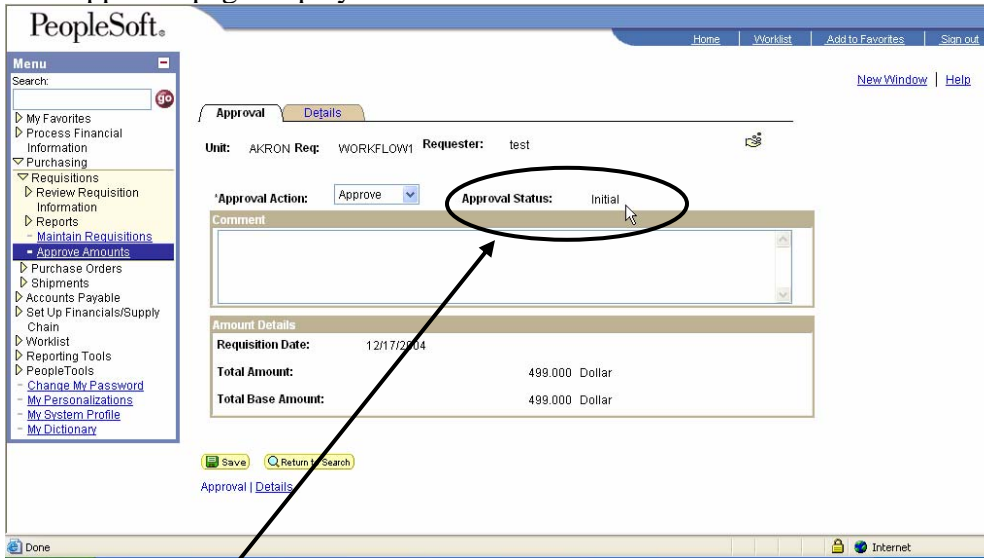 PeopleSoft®
Home | Worklist | Add to Favorites | Sign out
New Window | Help
Menu
Search:
go
My Favorites
Process Financial
Information
Purchasing
Requisitions
Review Requisition
Information
Reports
- Maintain Requisitions
- Approve Amounts
Purchase Orders
Shipments
Accounts Payable
Set Up Financials/Supply
Chain
Worklist
Reporting Tools
PeopleTools
- Change My Password
- My Personalizations
- My System Profile
- My Dictionary
Approval Details
Unit: AKRON Req: WORKFLOW1 Requester: test
*Approval Action: Approve Approval Status: Initial
Comment
Amount Details
Requisition Date: 12/17/2004
Total Amount: 499.000 Dollar
Total Base Amount: 499.000 Dollar
Save Return to Search
Approval | Details
Done Internet